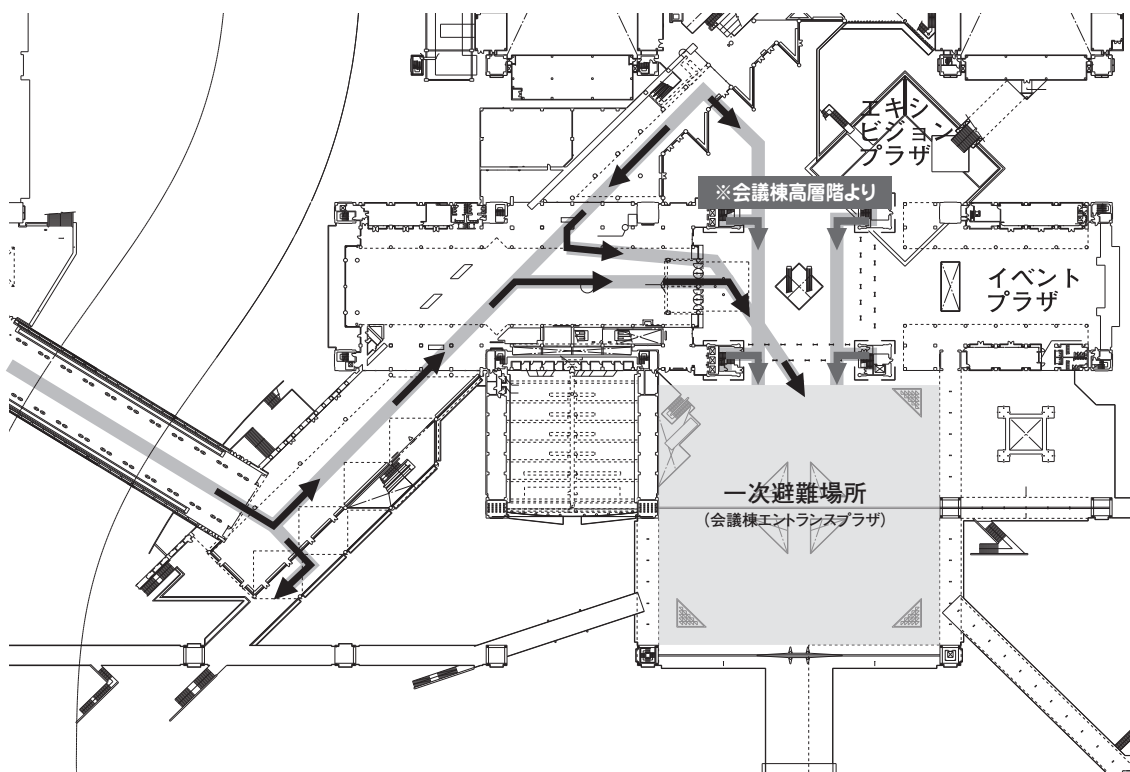 エキシ
ビジョン
プラザ
※会議棟高層階より
イベント
プラザ
一次避難場所
(会議棟エントランスプラザ)